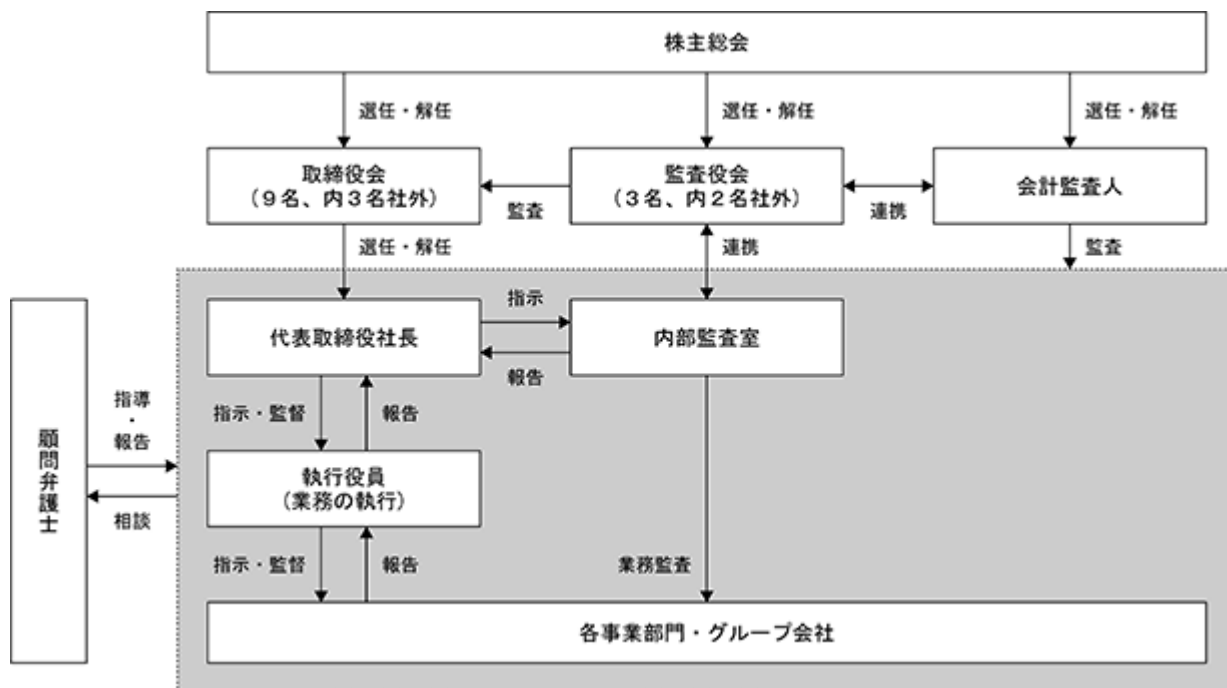 株主総会
選任・解任
選任・解任
選任・解任
取締役会
（９名、内３名社外）
監査
監査役会
（３名、内２名社外）
連携
会計監査人
選任・解任
連携
監査
代表取締役社長
指示
報告
内部監査室
指示・監督
報告
指導
・
報告
相談
顧問弁護士
執行役員
（業務の執行）
指示・監督
報告
業務監査
各事業部門・グループ会社